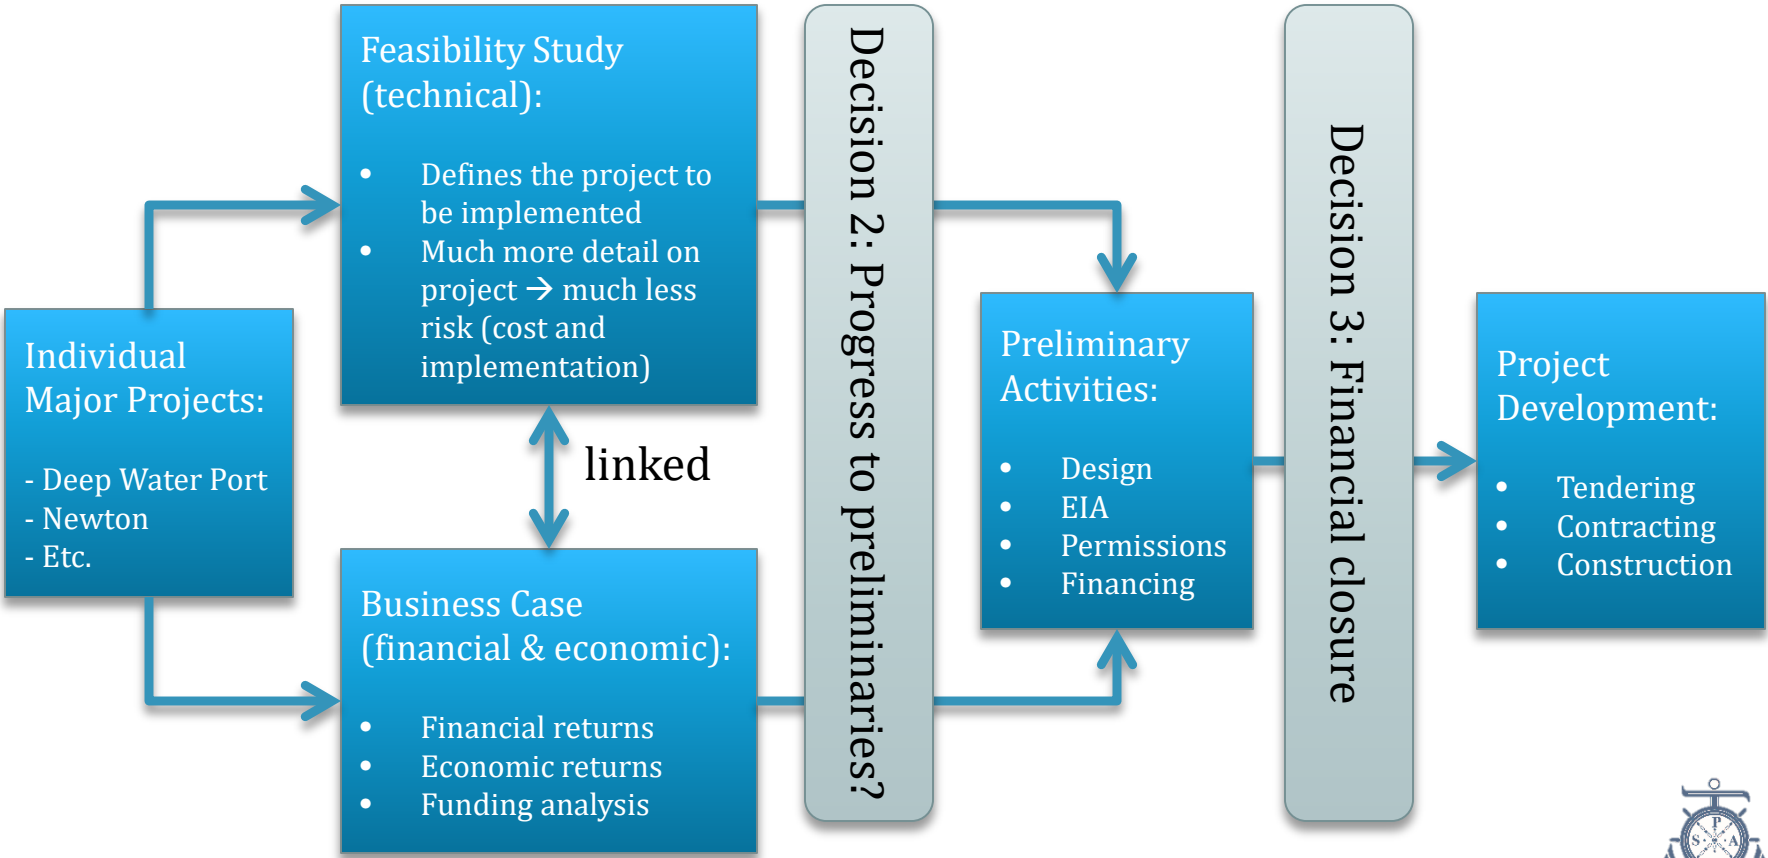 Individual
Major Projects:
- Deep Water Port
- Newton
- Etc.
Feasibility Study
(technical):
• Defines the project to
be implemented
• Much more detail on
project → much less
risk (cost and
implementation)
linked
Business Case
(financial & economic):
• Financial returns
• Economic returns
• Funding analysis
Decision 2: Progress to preliminaries?
Preliminary
Activities:
• Design
• EIA
• Permissions
• Financing
Decision 3: Financial closure
Project
Development:
• Tendering
• Contracting
• Construction
S P A